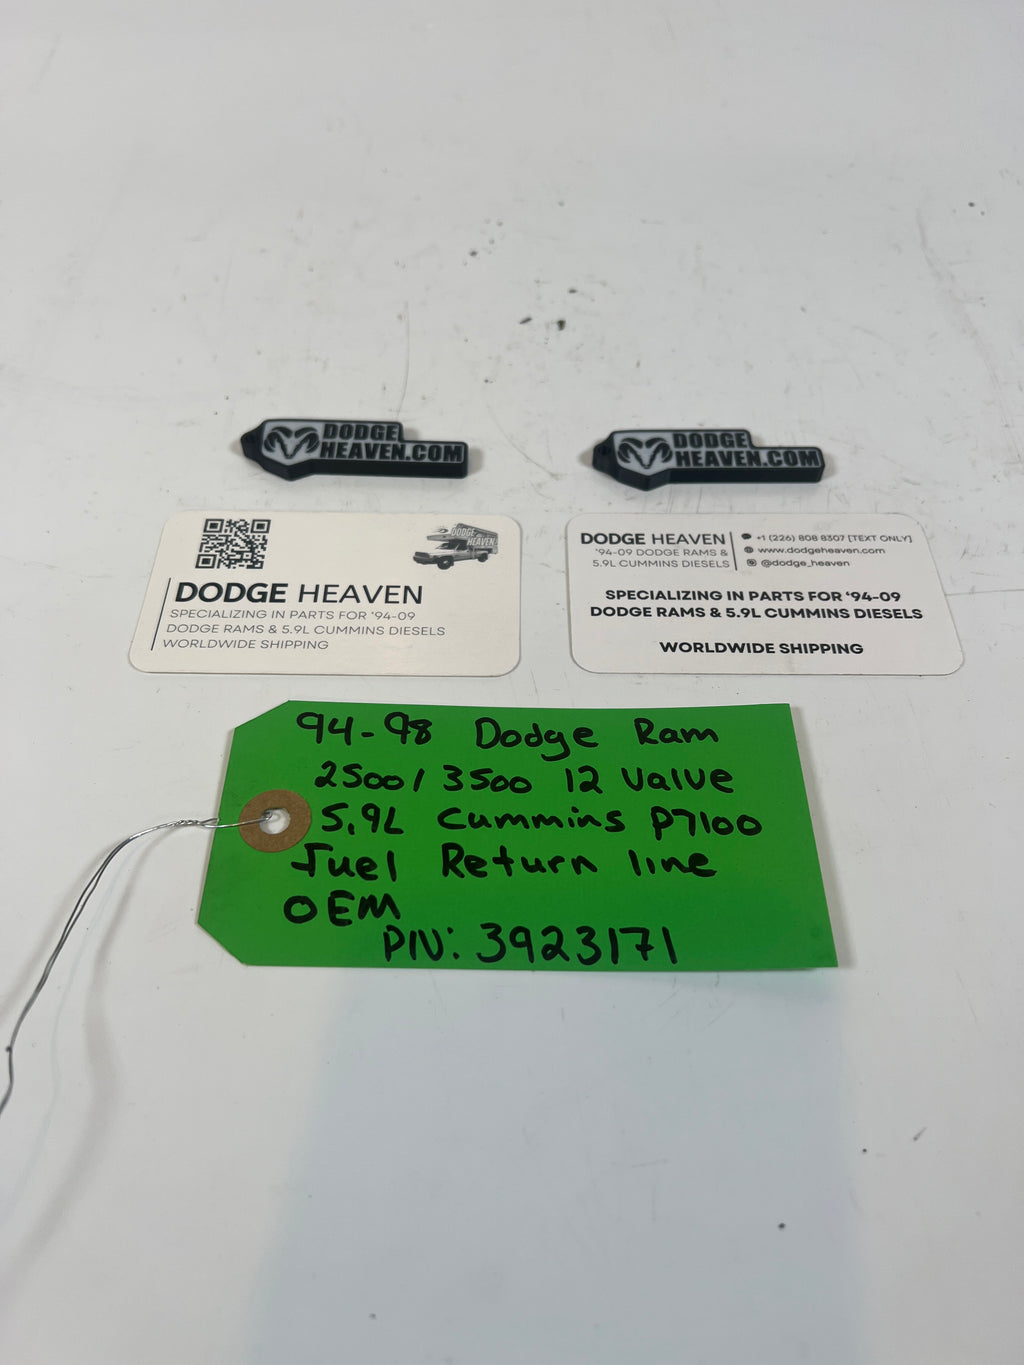 DODGE
HEAVEN.COM
DODGE
HEAVEN.COM
DODGE
HEAVEN
DODGE HEAVEN
SPECIALIZING IN PARTS FOR ‘94-09
DODGE RAMS & 5.9L CUMMINS DIESELS
WORLDWIDE SHIPPING
DODGE HEAVEN
‘94-09 DODGE RAMS &
5.9L CUMMINS DIESELS
+1 (226) 808 8307 [TEXT ONLY]
www.dodgeheaven.com
@dodge_heaven
SPECIALIZING IN PARTS FOR ‘94-09
DODGE RAMS & 5.9L CUMMINS DIESELS
WORLDWIDE SHIPPING
94-98 Dodge Ram
2500/3500 12 Valve
5.9L Cummins P7100
Fuel Return line
OEM
P/N: 3923171